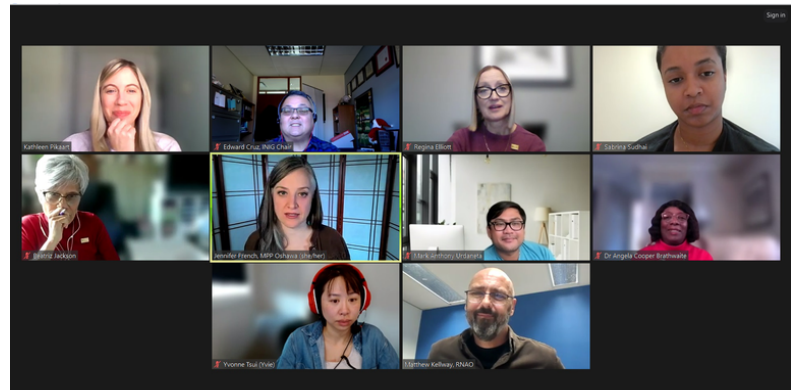 Sign in
Kathleen Pikaart
Edward Cruz, INIG Chair
Regina Elliott
Sabrina Sudhai
Beatriz Jackson
Jennifer French, MPP Oshawa (she/her)
Mark Anthony Urdaneta
Dr Angela Cooper Brathwaite
Yvonne Tsui (Yvie)
Matthew Kellway, RNAO